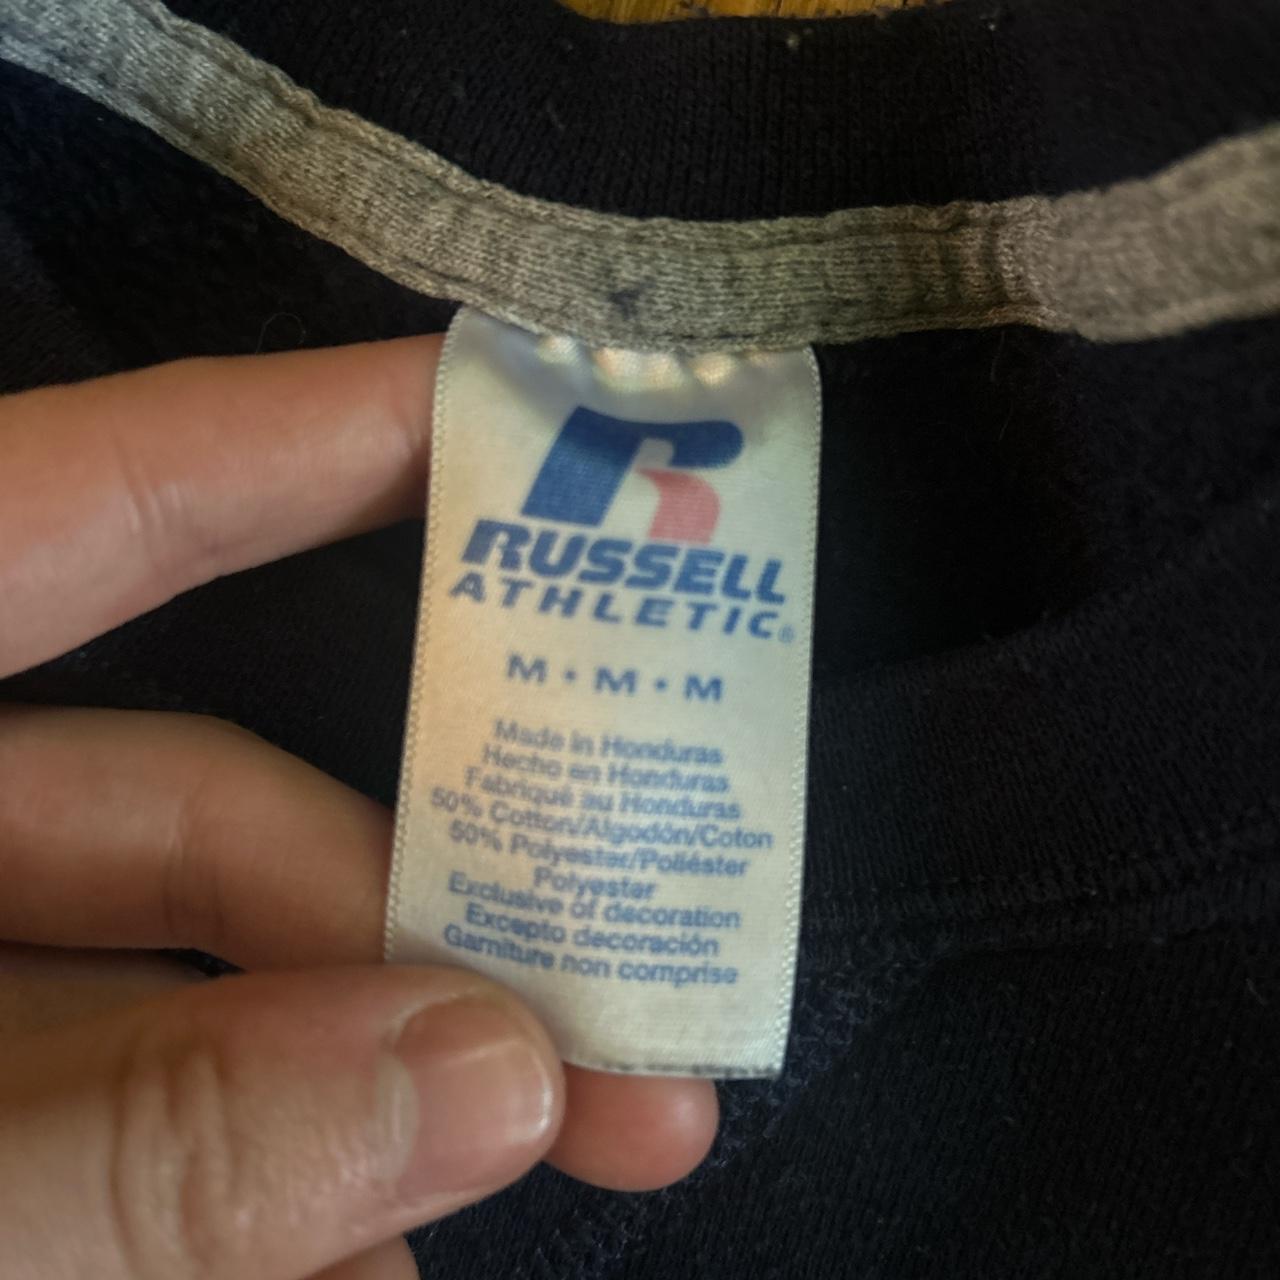 R
RUSSELL
ATHLETIC®
M • M • M
Made in Honduras
Hecho en Honduras
Fabriqué au Honduras
50% Cotton/Algodón/Coton
50% Polyester/Poliéster
Polyester
Exclusive of decoration
Excepto decoración
Garniture non comprise